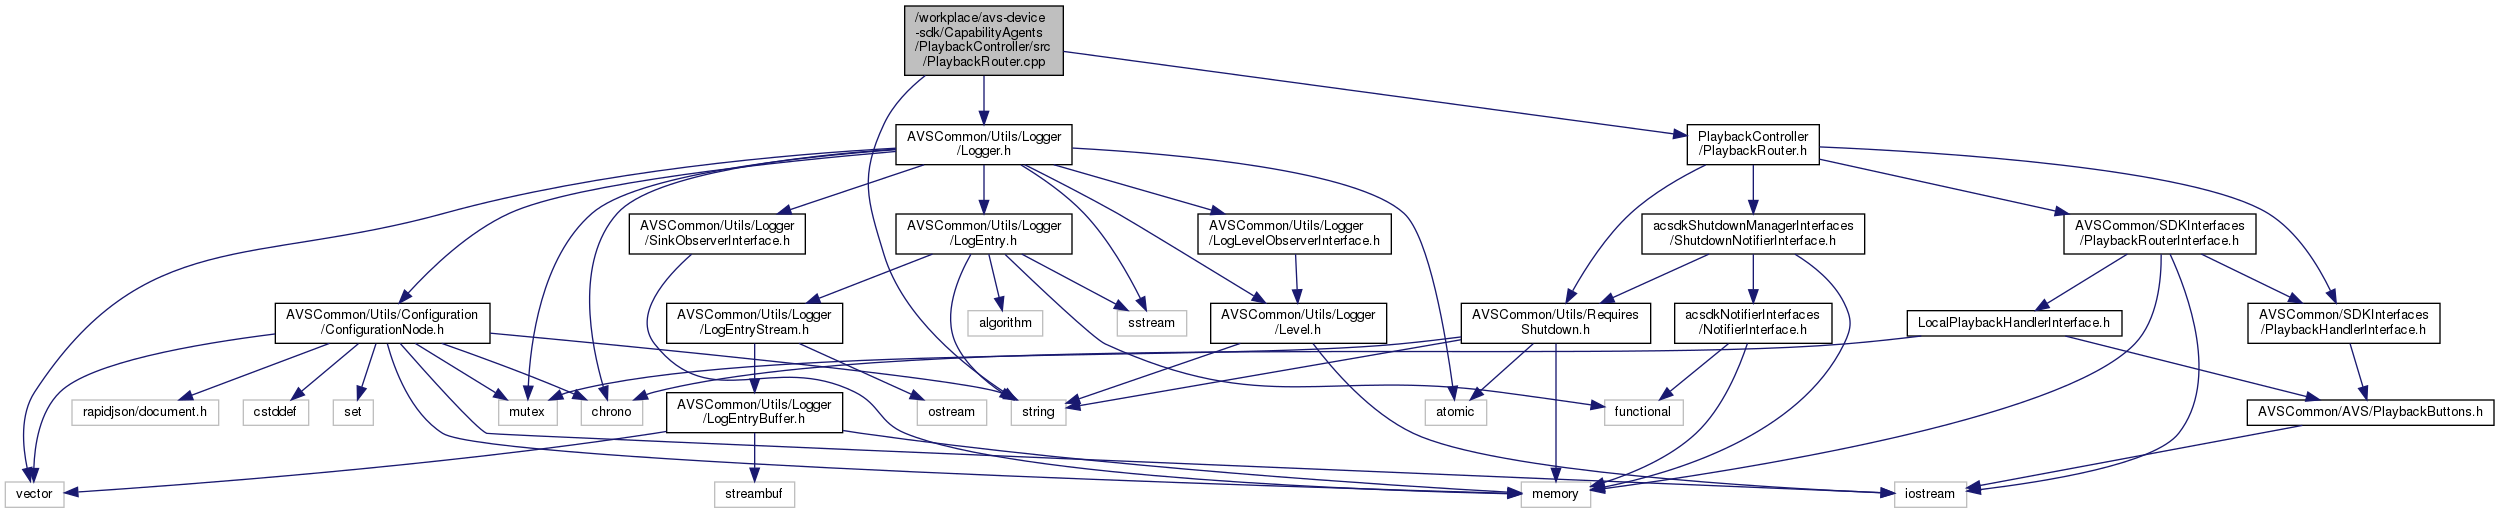 /workplace/avs-device
-sdk/CapabilityAgents
/PlaybackController/src
/PlaybackRouter.cpp
AVSCommon/Utils/Logger
/Logger.h
PlaybackController
/PlaybackRouter.h
AVSCommon/Utils/Logger
/SinkObserverInterface.h
AVSCommon/Utils/Logger
/LogEntry.h
AVSCommon/Utils/Logger
/LogLevelObserverInterface.h
acsdkShutdownManagerInterfaces
/ShutdownNotifierInterface.h
AVSCommon/SDKInterfaces
/PlaybackRouterInterface.h
AVSCommon/Utils/Configuration
/ConfigurationNode.h
AVSCommon/Utils/Logger
/LogEntryStream.h
algorithm
sstream
AVSCommon/Utils/Logger
/Level.h
AVSCommon/Utils/Requires
Shutdown.h
acsdkNotifierInterfaces
/NotifierInterface.h
LocalPlaybackHandlerInterface.h
AVSCommon/SDKInterfaces
/PlaybackHandlerInterface.h
rapidjson/document.h
cstddef
set
mutex
chrono
AVSCommon/Utils/Logger
/LogEntryBuffer.h
ostream
string
atomic
functional
AVSCommon/AVS/PlaybackButtons.h
vector
streambuf
memory
iostream